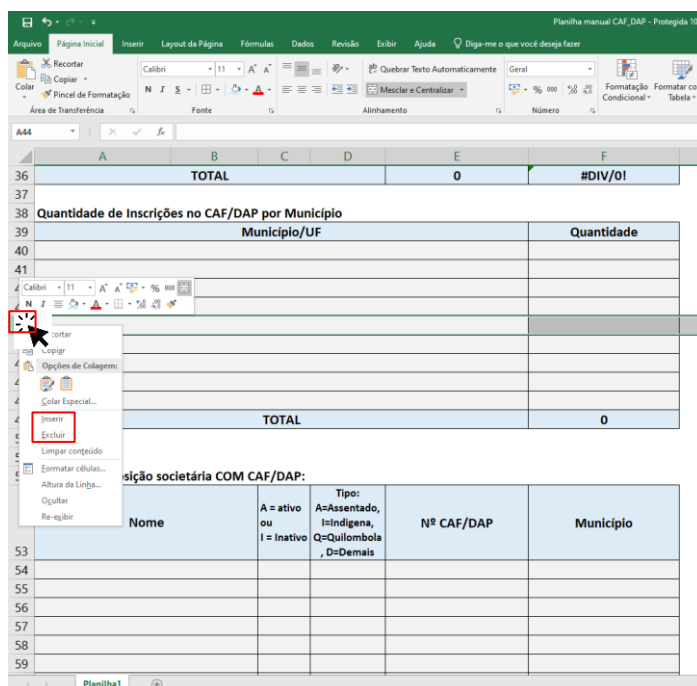 Planilha manual CAF_DAP - Protegida 10
Arquivo Página Inicial Inserir Layout da Página Fórmulas Dados Revisão Exibir Ajuda Diga-me o que você deseja fazer
Colar
Recortar
Copiar
Pincel de Formatação
Área de Transferência
Calibri 11 A A
N I S A
Fonte
Quebrar Texto Automaticamente
Mesclar e Centralizar
Alinhamento
Geral
% 000
Número
Formatação Condicional
Formatar co
Tabela
A44 fx
A B C D E F
36 TOTAL 0 #DIV/0!
37
38 Quantidade de Inscrições no CAF/DAP por Município
39 Município/UF Quantidade
40
41
Calibri 11 A A % 000
N I A
Copiar
Opções de Colagem:
Colar Especial...
Inserir
Excluir
Limpar conteúdo
Formatar células...
Altura da Linha...
Ocultar
Re-exibir
TOTAL 0
sição societária COM CAF/DAP:
53 Nome
A = ativo
ou
I = Inativo
Tipo:
A=Assentado,
I=Indigena,
Q=Quilombola
, D=Demais
Nº CAF/DAP
Município
54
55
56
57
58
59
Planilha1